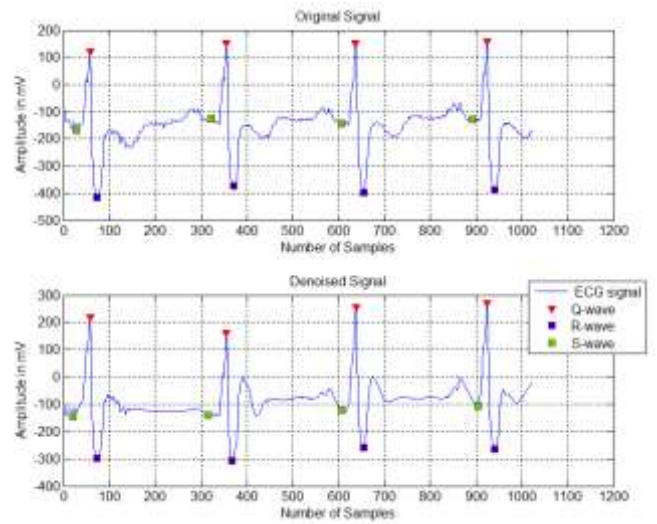 Original Signal
200
100
0
-100
-200
-300
-400
-500
Amplitude in mV
0 100 200 300 400 500 600 700 800 900 1000 1100 1200
Number of Samples
Denoised Signal
300
200
100
0
-100
-200
-300
-400
Amplitude in mV
0 100 200 300 400 500 600 700 800 900 1000 1100 1200
Number of Samples
ECG signal
Q-wave
R-wave
S-wave